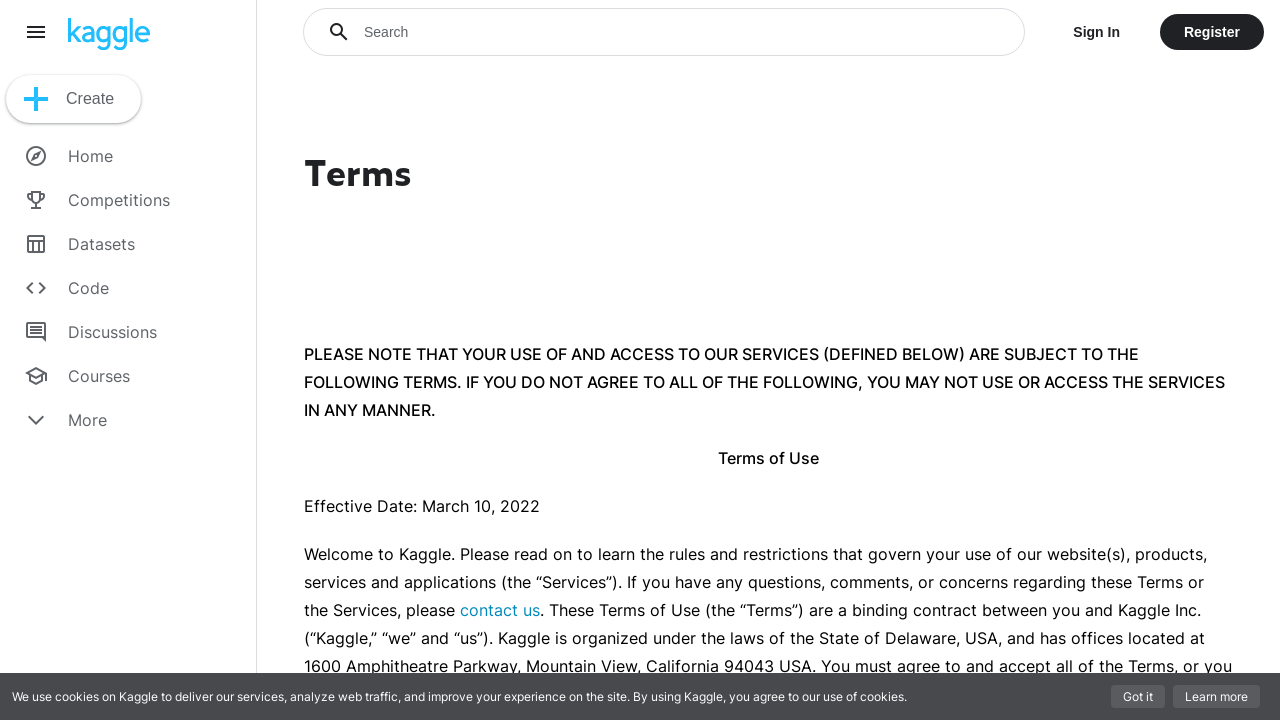 kaggle
Search
Sign In
Register
Create
Home
Competitions
Datasets
Code
Discussions
Courses
More
Terms
PLEASE NOTE THAT YOUR USE OF AND ACCESS TO OUR SERVICES (DEFINED BELOW) ARE SUBJECT TO THE
FOLLOWING TERMS. IF YOU DO NOT AGREE TO ALL OF THE FOLLOWING, YOU MAY NOT USE OR ACCESS THE SERVICES
IN ANY MANNER.
Terms of Use
Effective Date: March 10, 2022
Welcome to Kaggle. Please read on to learn the rules and restrictions that govern your use of our website(s), products,
services and applications (the “Services”). If you have any questions, comments, or concerns regarding these Terms or
the Services, please contact us. These Terms of Use (the “Terms”) are a binding contract between you and Kaggle Inc.
(“Kaggle,” “we” and “us”). Kaggle is organized under the laws of the State of Delaware, USA, and has offices located at
1600 Amphitheatre Parkway, Mountain View, California 94043 USA. You must agree to and accept all of the Terms, or you
We use cookies on Kaggle to deliver our services, analyze web traffic, and improve your experience on the site. By using Kaggle, you agree to our use of cookies.
Got it
Learn more